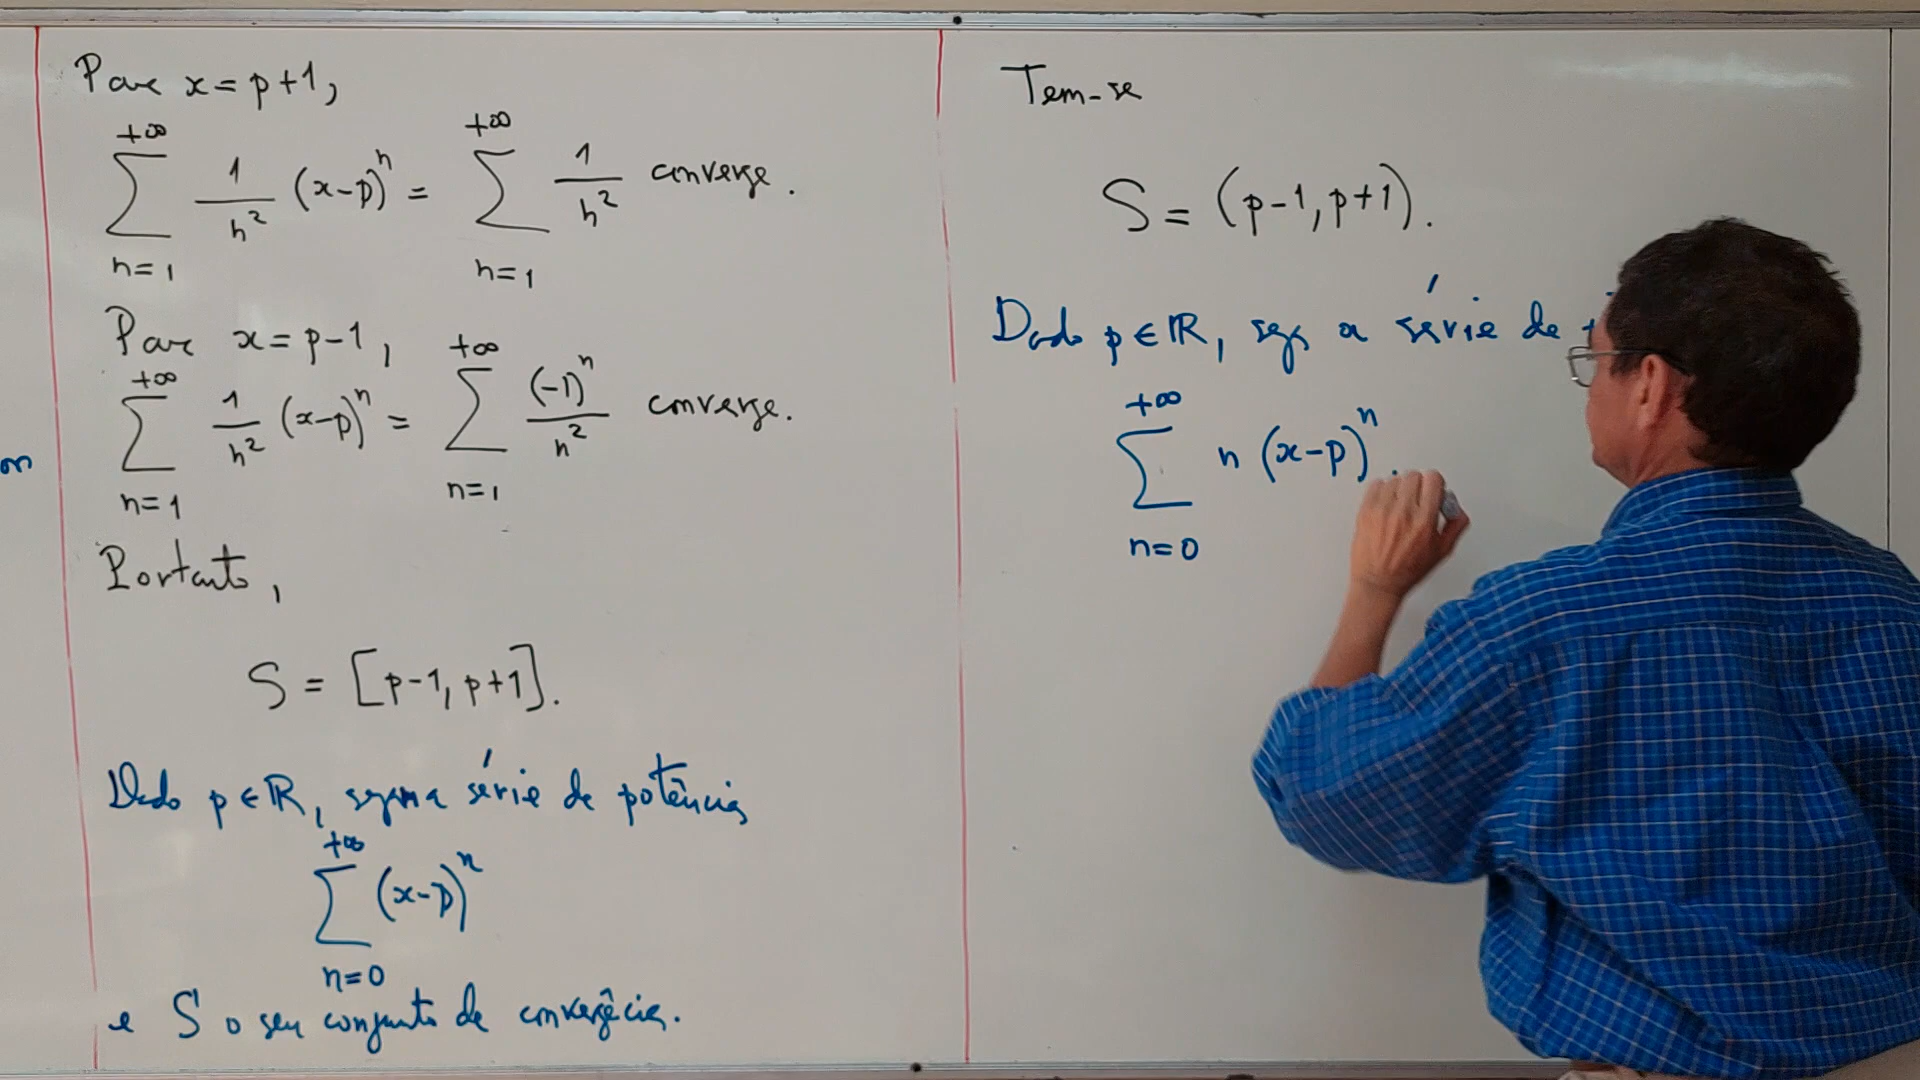 Para x = p+1,
+∞ ∑ n=1 1/n² (x-p)^n = +∞ ∑ n=1 1/n² converge.
Para x = p-1,
+∞ ∑ n=1 1/n² (x-p)^n = +∞ ∑ n=1 (-1)^n/n² converge.
Portanto,
S = [p-1, p+1].
Dado p ∈ ℝ, seja a série de potências
+∞ ∑ n=0 (x-p)^n
e S o seu conjunto de convergência.
Tem-se
S = (p-1, p+1).
Dado p ∈ ℝ, seja a série de
+∞ ∑ n=0 n (x-p)^n.